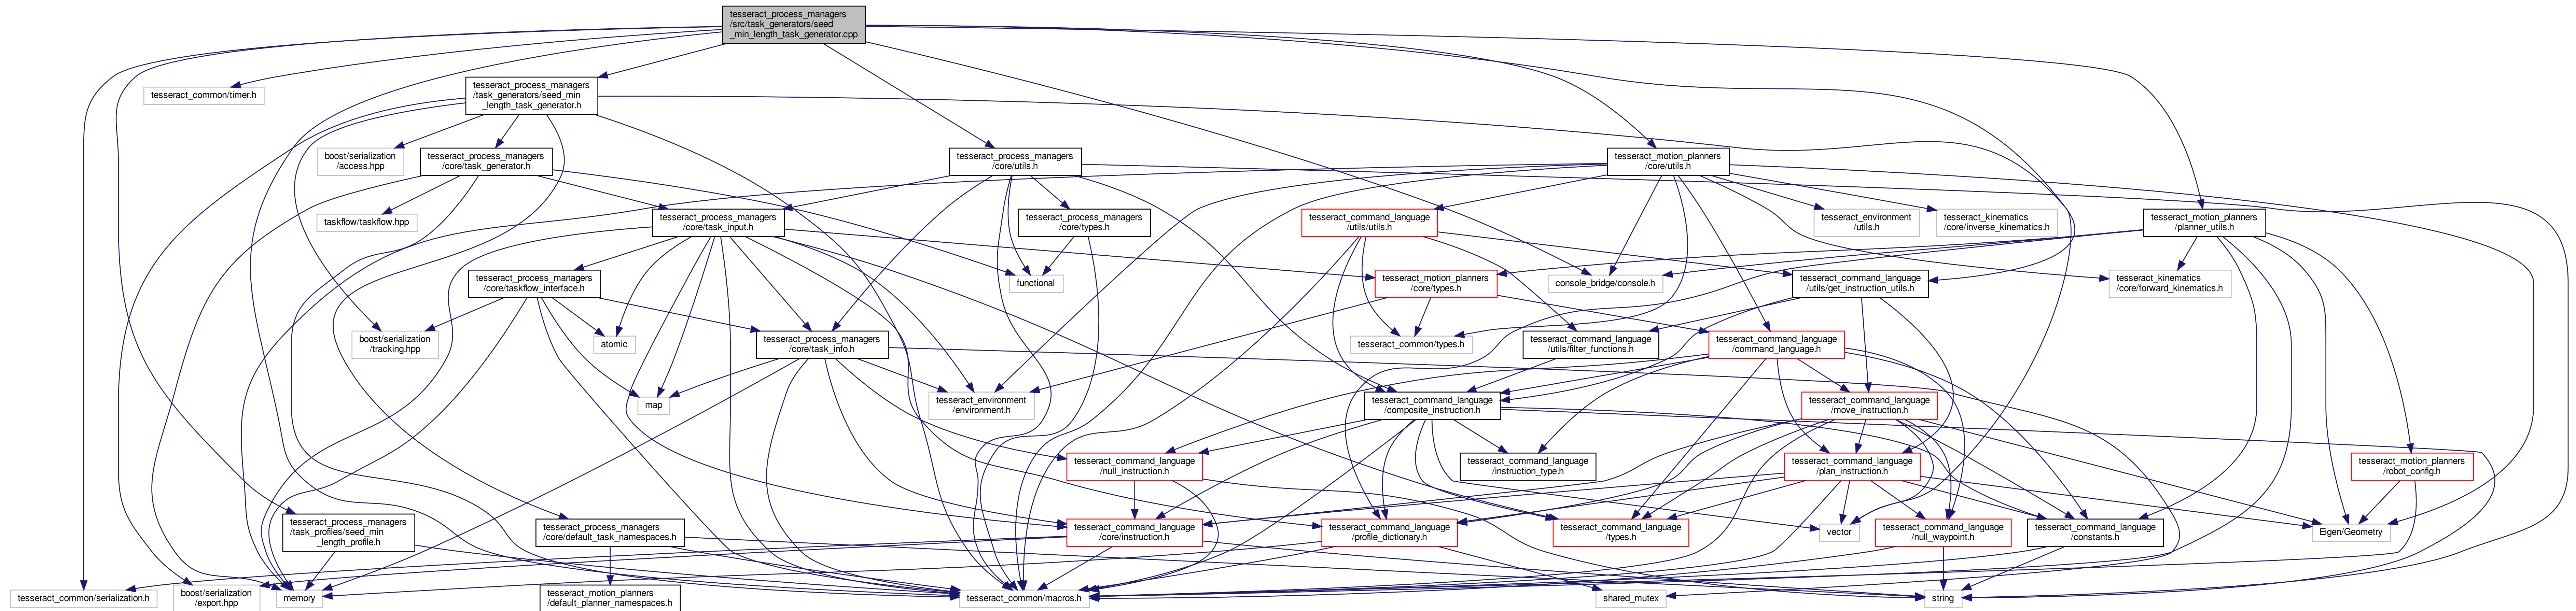 tesseract_process_managers
/src/task_generators/seed
_min_length_task_generator.cpp
tesseract_common/timer.h
tesseract_process_managers
/task_generators/seed_min
_length_task_generator.h
boost/serialization
/access.hpp
tesseract_process_managers
/core/task_generator.h
tesseract_process_managers
/core/utils.h
tesseract_motion_planners
/core/utils.h
taskflow/taskflow.hpp
tesseract_process_managers
/core/task_input.h
tesseract_process_managers
/core/types.h
tesseract_command_language
/utils/utils.h
tesseract_environment
/utils.h
tesseract_kinematics
/core/inverse_kinematics.h
tesseract_motion_planners
/planner_utils.h
tesseract_process_managers
/core/taskflow_interface.h
functional
tesseract_motion_planners
/core/types.h
console_bridge/console.h
tesseract_command_language
/utils/get_instruction_utils.h
tesseract_kinematics
/core/forward_kinematics.h
boost/serialization
/tracking.hpp
atomic
tesseract_process_managers
/core/task_info.h
tesseract_common/types.h
tesseract_command_language
/utils/filter_functions.h
tesseract_command_language
/command_language.h
map
tesseract_environment
/environment.h
tesseract_command_language
/composite_instruction.h
tesseract_command_language
/move_instruction.h
tesseract_command_language
/null_instruction.h
tesseract_command_language
/instruction_type.h
tesseract_command_language
/plan_instruction.h
tesseract_motion_planners
/robot_config.h
tesseract_process_managers
/task_profiles/seed_min
_length_profile.h
tesseract_process_managers
/core/default_task_namespaces.h
tesseract_command_language
/core/instruction.h
tesseract_command_language
/profile_dictionary.h
tesseract_command_language
/types.h
vector
tesseract_command_language
/null_waypoint.h
tesseract_command_language
/constants.h
Eigen/Geometry
tesseract_common/serialization.h
boost/serialization
/export.hpp
memory
tesseract_motion_planners
/default_planner_namespaces.h
tesseract_common/macros.h
shared_mutex
string